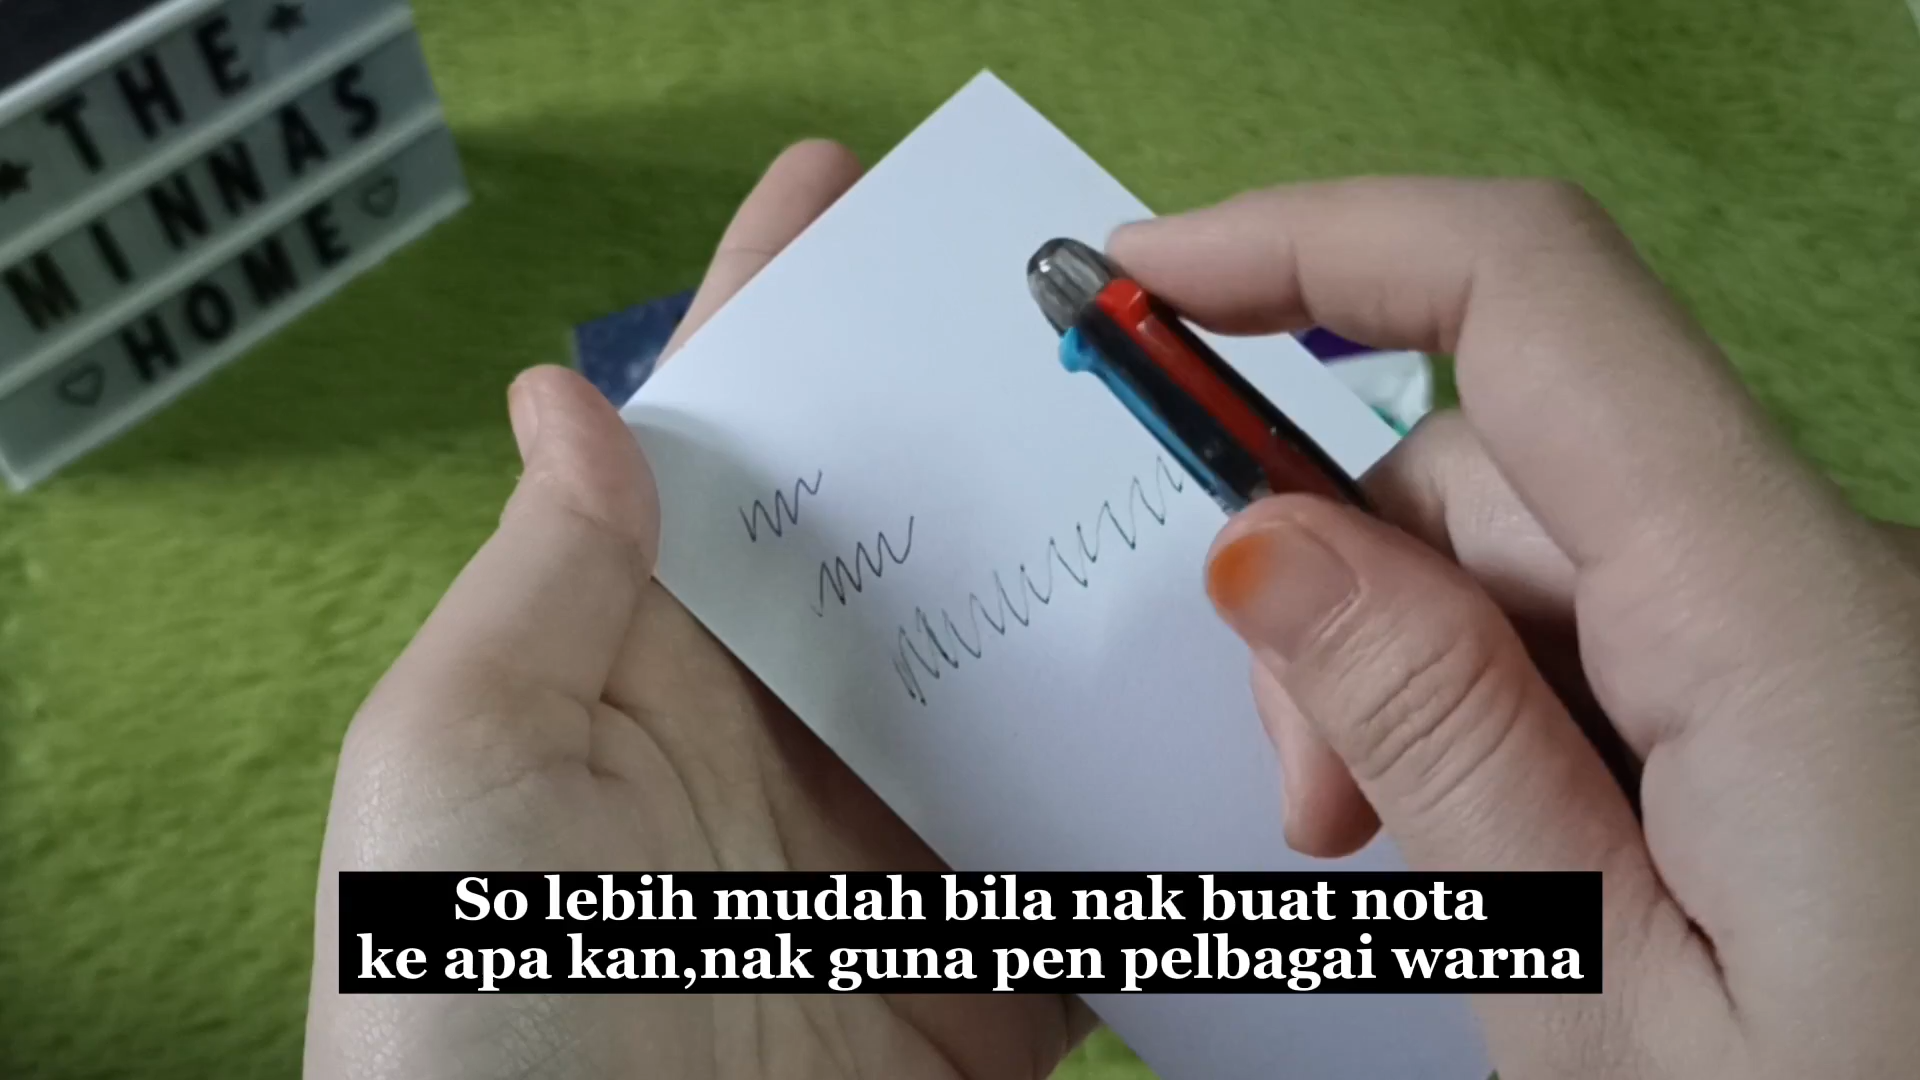 THE
MINNAS
HOME
So lebih mudah bila nak buat nota
ke apa kan,nak guna pen pelbagai warna